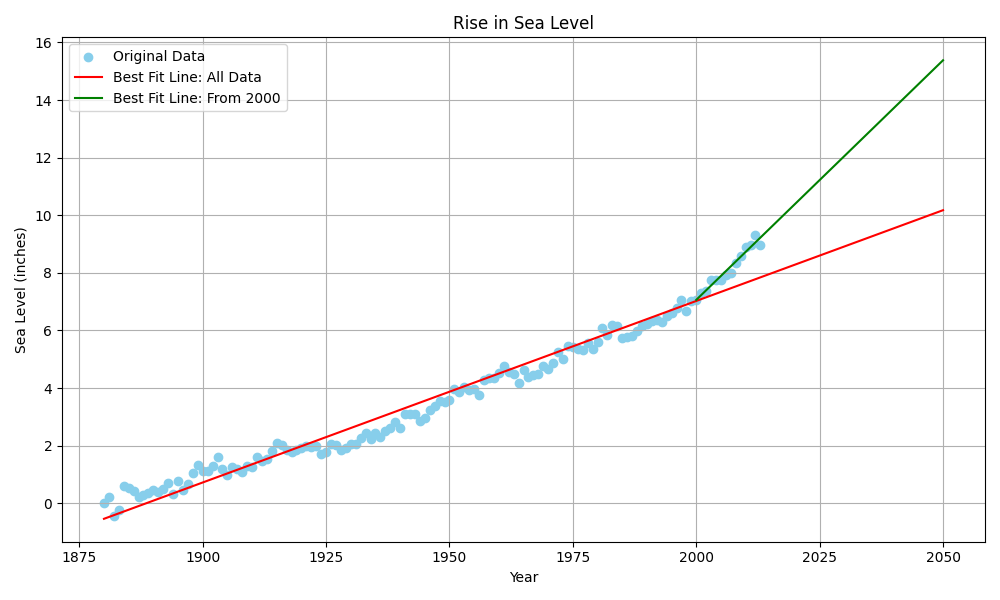 Rise in Sea Level
Original Data
Best Fit Line: All Data
Best Fit Line: From 2000
Sea Level (inches)
16
14
12
10
8
6
4
2
0
1875
1900
1925
1950
1975
2000
2025
2050
Year